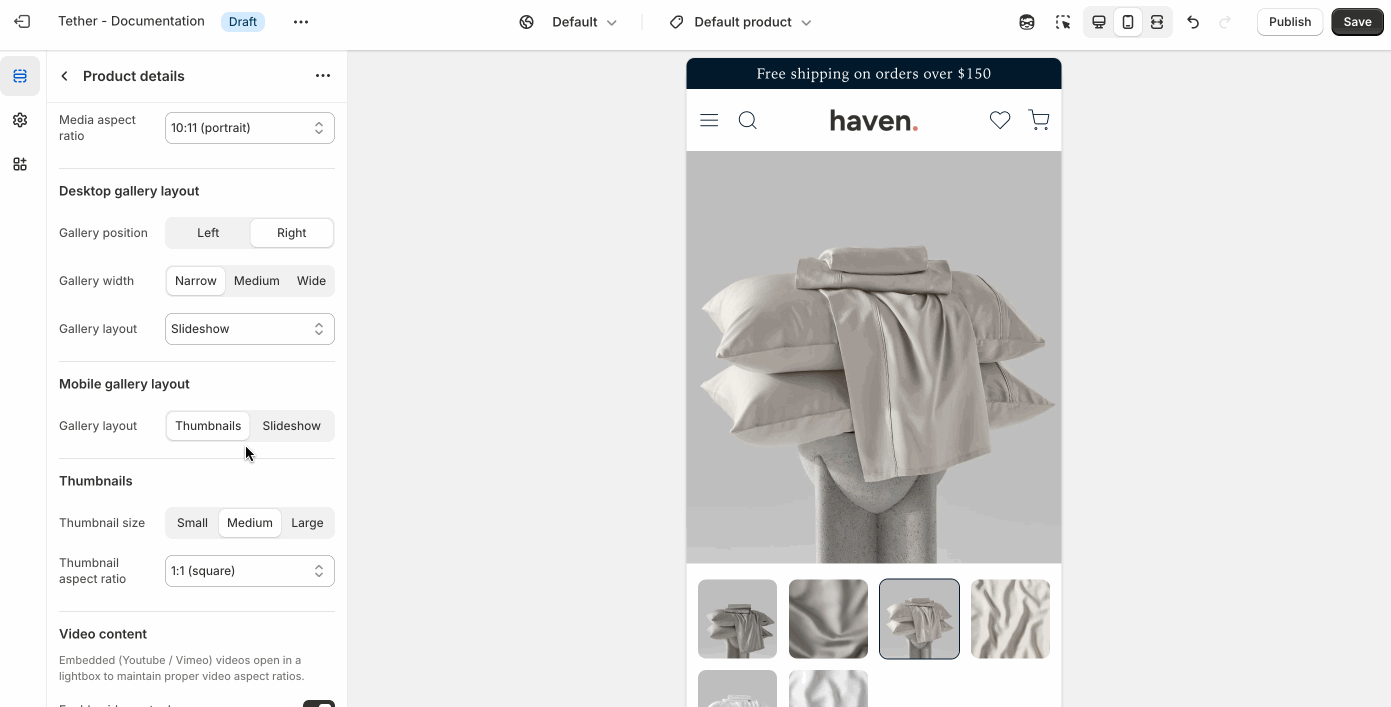 Tether - Documentation
Draft
Default
Default product
Publish
Save
Product details
Media aspect
ratio
10:11 (portrait)
Desktop gallery layout
Gallery position
Left
Right
Gallery width
Narrow
Medium
Wide
Gallery layout
Slideshow
Mobile gallery layout
Gallery layout
Thumbnails
Slideshow
Thumbnails
Thumbnail size
Small
Medium
Large
Thumbnail
aspect ratio
1:1 (square)
Video content
Embedded (Youtube / Vimeo) videos open in a
lightbox to maintain proper video aspect ratios.
Free shipping on orders over $150
haven.